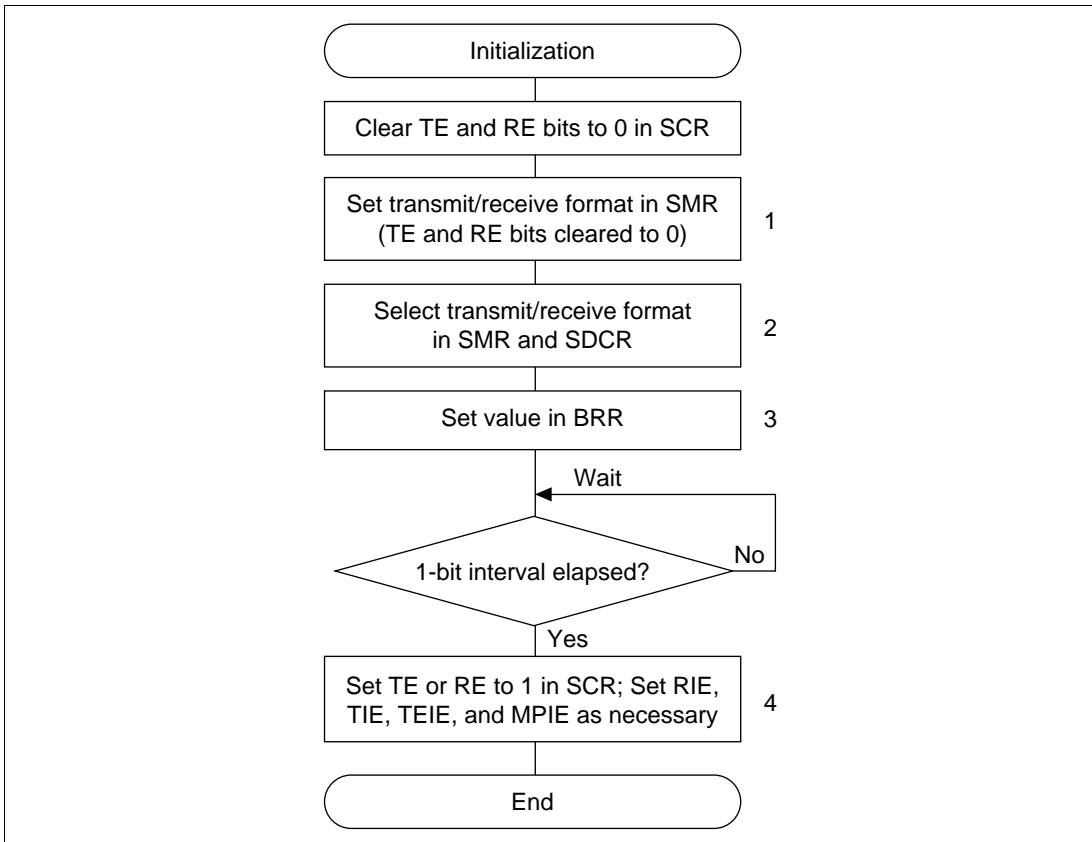 Initialization
Clear TE and RE bits to 0 in SCR
Set transmit/receive format in SMR
(TE and RE bits cleared to 0)
1
Select transmit/receive format
in SMR and SDCR
2
Set value in BRR
3
Wait
1-bit interval elapsed?
No
Yes
Set TE or RE to 1 in SCR; Set RIE,
TIE, TEIE, and MPIE as necessary
4
End